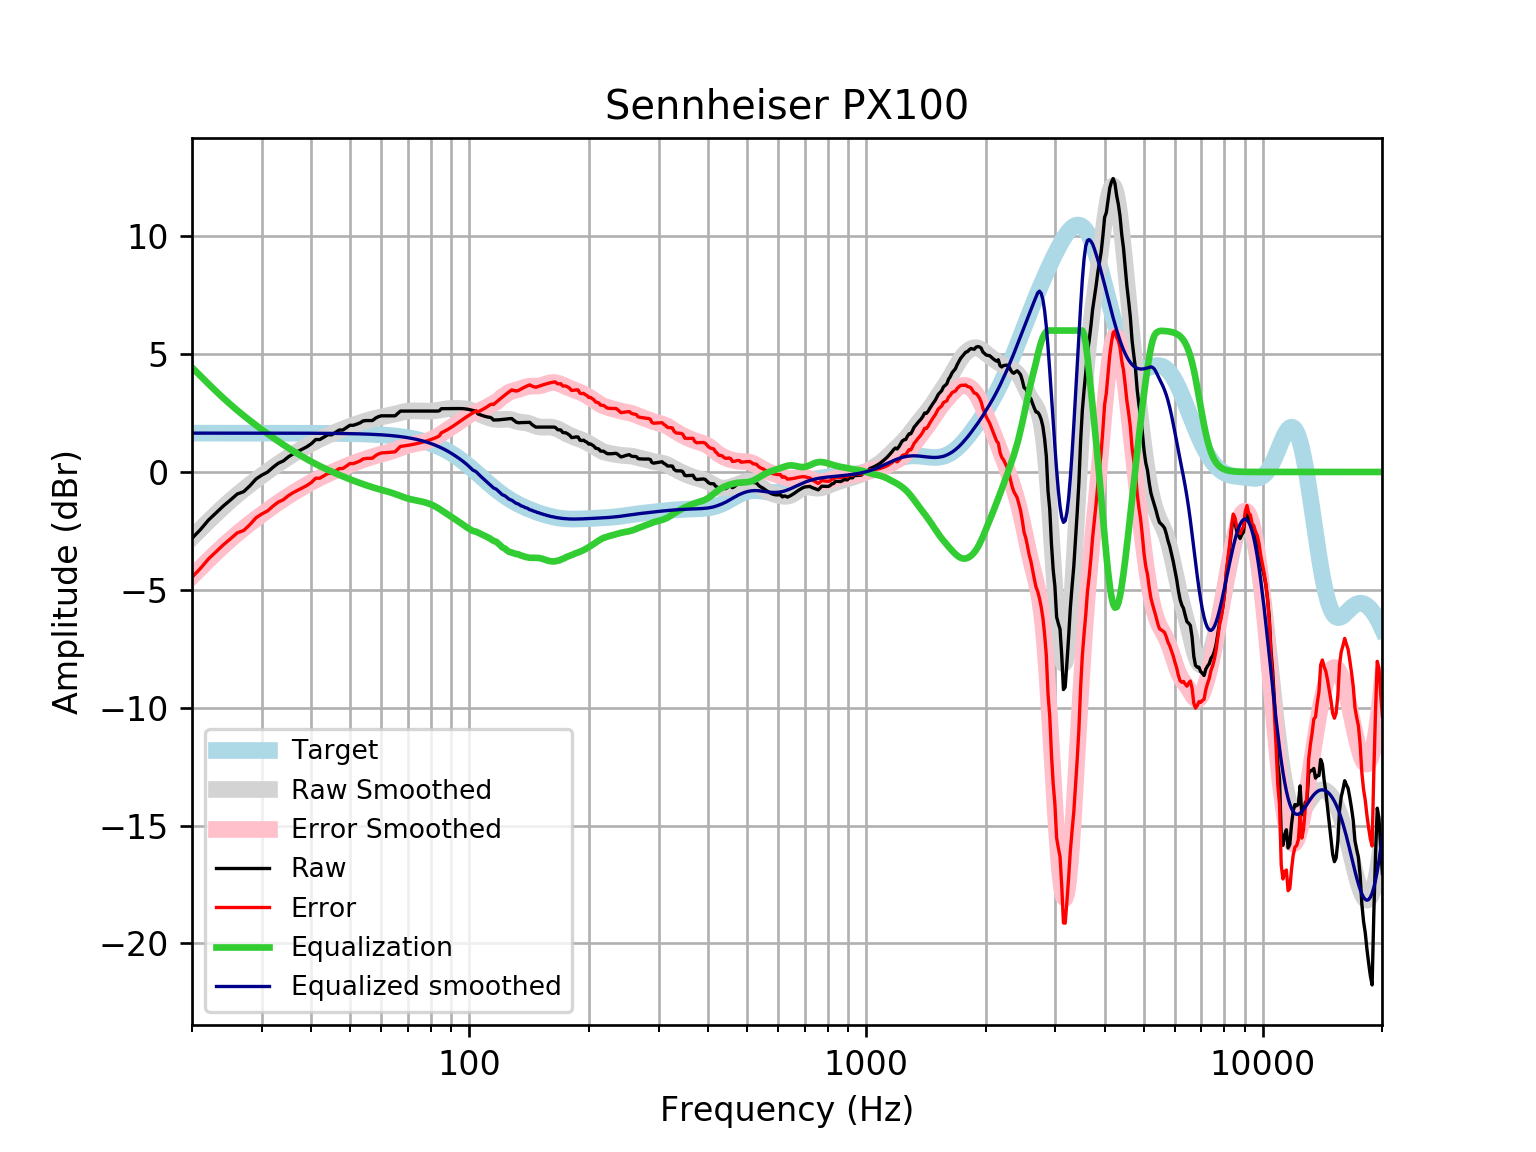 Sennheiser PX100
10
5
0
−5
−10
−15
−20
Amplitude (dBr)
Target
Raw Smoothed
Error Smoothed
Raw
Error
Equalization
Equalized smoothed
100
1000
10000
Frequency (Hz)